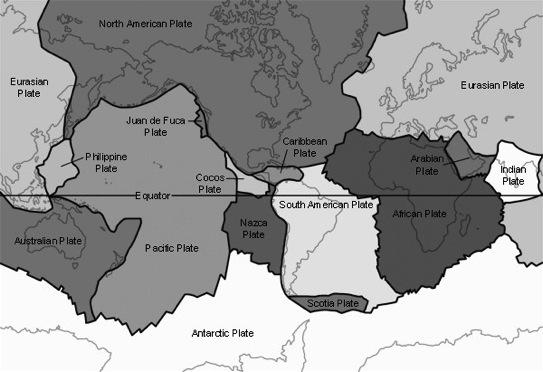 North American Plate
Eurasian
Plate
Eurasian Plate
Juan de Fuca
Plate
Philippine
Plate
Caribbean
Plate
Arabian
Plate
Indian
Plate
Cocos
Plate
Equator
South American Plate
African Plate
Nazca
Plate
Australian Plate
Pacific Plate
Scotia Plate
Antarctic Plate